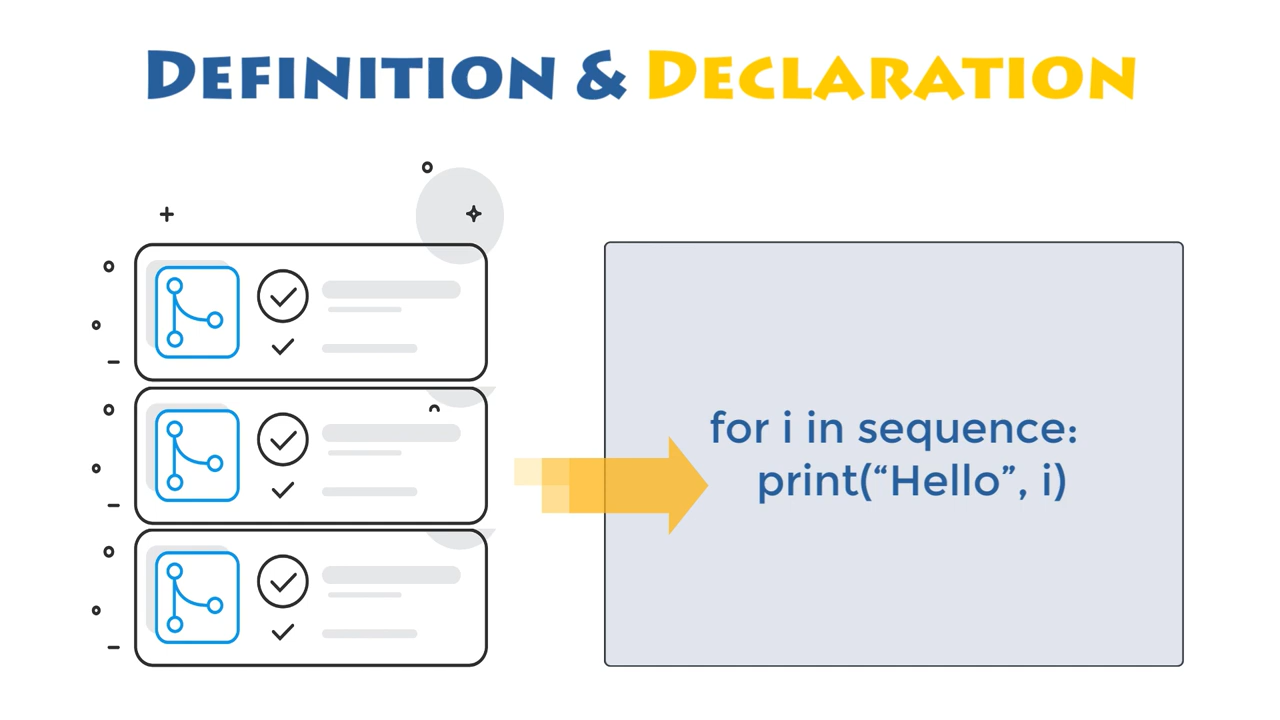 DEFINITION & DECLARATION
for i in sequence:
print(“Hello”, i)